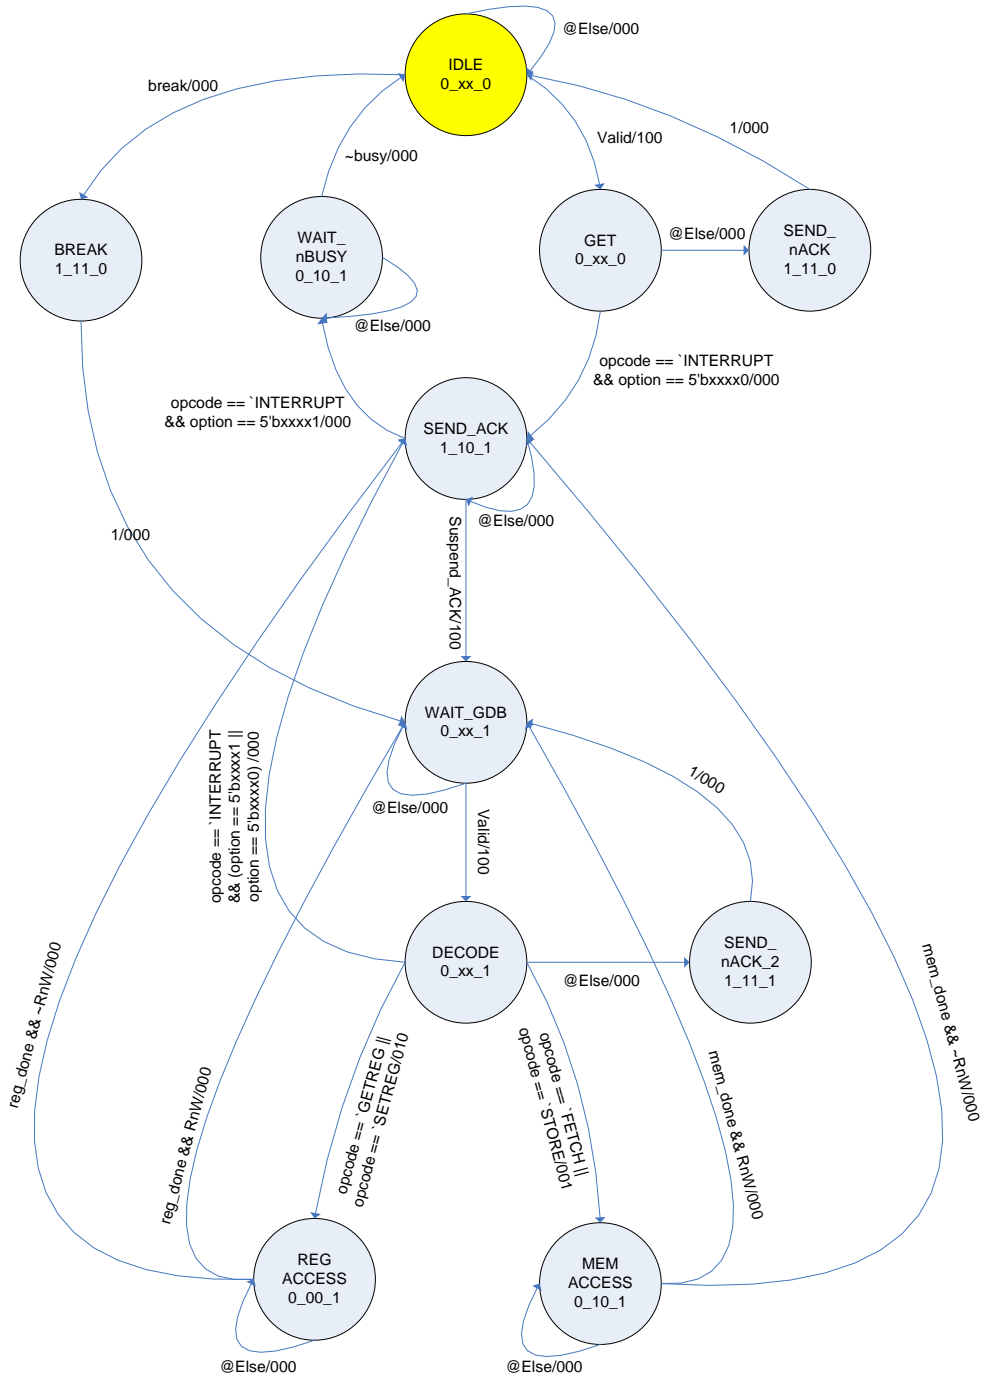 @Else/000
IDLE
0_xx_0
break/000
Valid/100
1/000
~busy/000
BREAK
1_11_0
WAIT_
nBUSY
0_10_1
GET
0_xx_0
@Else/000
SEND_
nACK
1_11_0
@Else/000
opcode == `INTERRUPT
&& option == 5'bxxxx0/000
opcode == `INTERRUPT
&& option == 5'bxxxx1/000
SEND_ACK
1_10_1
@Else/000
1/000
Suspend_ACK/100
WAIT_GDB
0_xx_1
@Else/000
Valid/100
1/000
opcode == `INTERRUPT
&& (option == 5'bxxxx1 ||
option == 5'bxxxx0) /000
DECODE
0_xx_1
@Else/000
SEND_
nACK_2
1_11_1
reg_done && ~RnW/000
reg_done && RnW/000
opcode == `GETREG ||
opcode == `SETREG/010
opcode == `FETCH ||
opcode == `STORE/001
mem_done && RnW/000
mem_done && ~RnW/000
REG
ACCESS
0_00_1
@Else/000
MEM
ACCESS
0_10_1
@Else/000